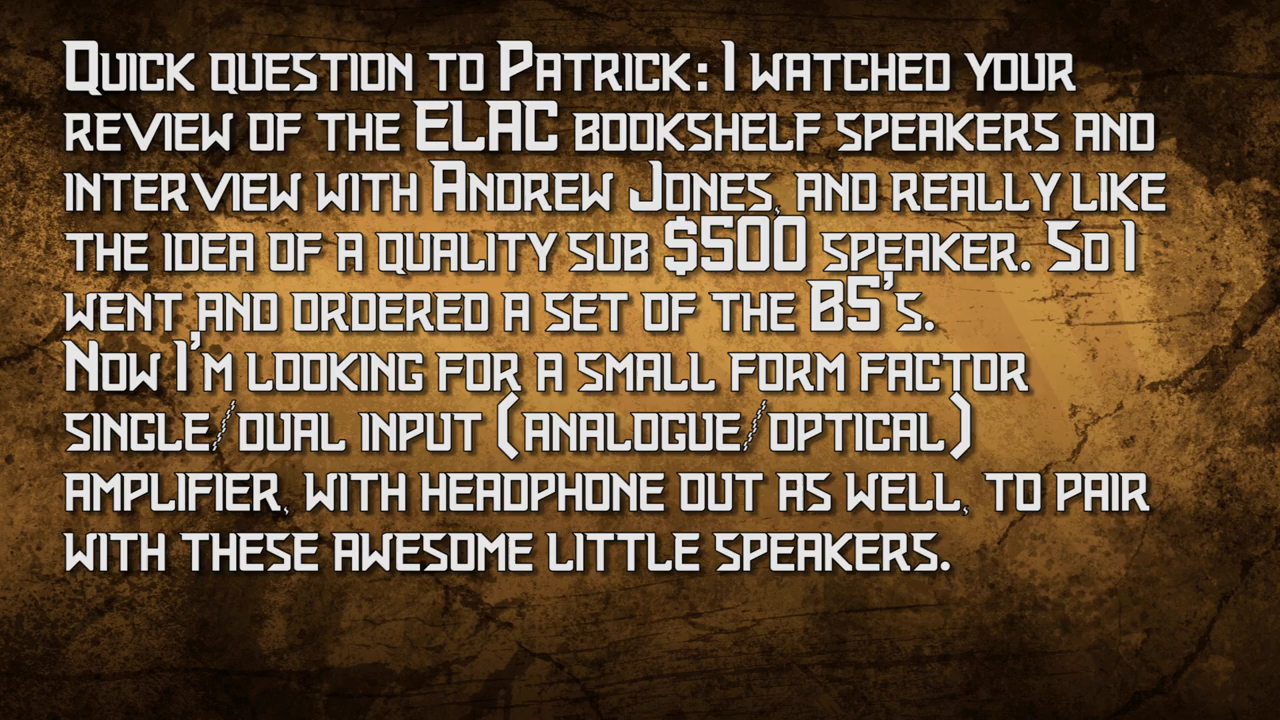 Quick question to Patrick: I watched your
review of the ELAC bookshelf speakers and
interview with Andrew Jones, and really like
the idea of a quality sub $500 speaker. So I
went and ordered a set of the BS's.
Now I'm looking for a small form factor
single/dual input (analogue/optical)
amplifier, with headphone out as well, to pair
with these awesome little speakers.